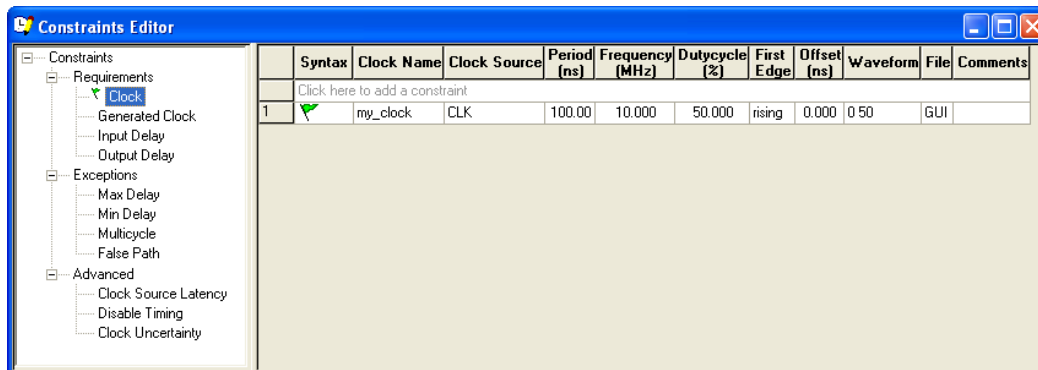 Constraints Editor
Constraints
Requirements
Clock
Generated Clock
Input Delay
Output Delay
Exceptions
Max Delay
Min Delay
Multicycle
False Path
Advanced
Clock Source Latency
Disable Timing
Clock Uncertainty
Syntax Clock Name Clock Source Period (ns) Frequency (MHz) Dutycycle (%) First Edge Offset (ns) Waveform File Comments
Click here to add a constraint
1 my_clock CLK 100.00 10.000 50.000 rising 0.000 0 50 GUI